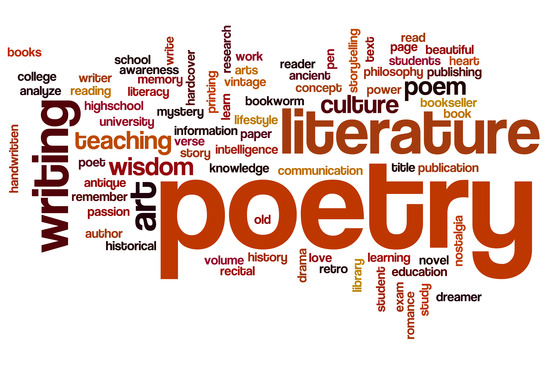 books
college
analyze
school
awareness
writer
reading
memory
literacy
highschool
university
write
hardcover
mystery
printing
research
learn
work
arts
vintage
lifestyle
bookworm
reader
ancient
concept
pen
storytelling
text
read
page
beautiful
students
heart
philosophy
publishing
power
poem
culture
bookseller
book
handwritten
writing
teaching
information
paper
verse
story
intelligence
literature
poet
wisdom
knowledge
communication
title
publication
antique
remember
passion
art
poetry
old
author
historical
volume
history
recital
drama
love
retro
library
learning
novel
education
nostalgia
student
exam
romance
study
dreamer